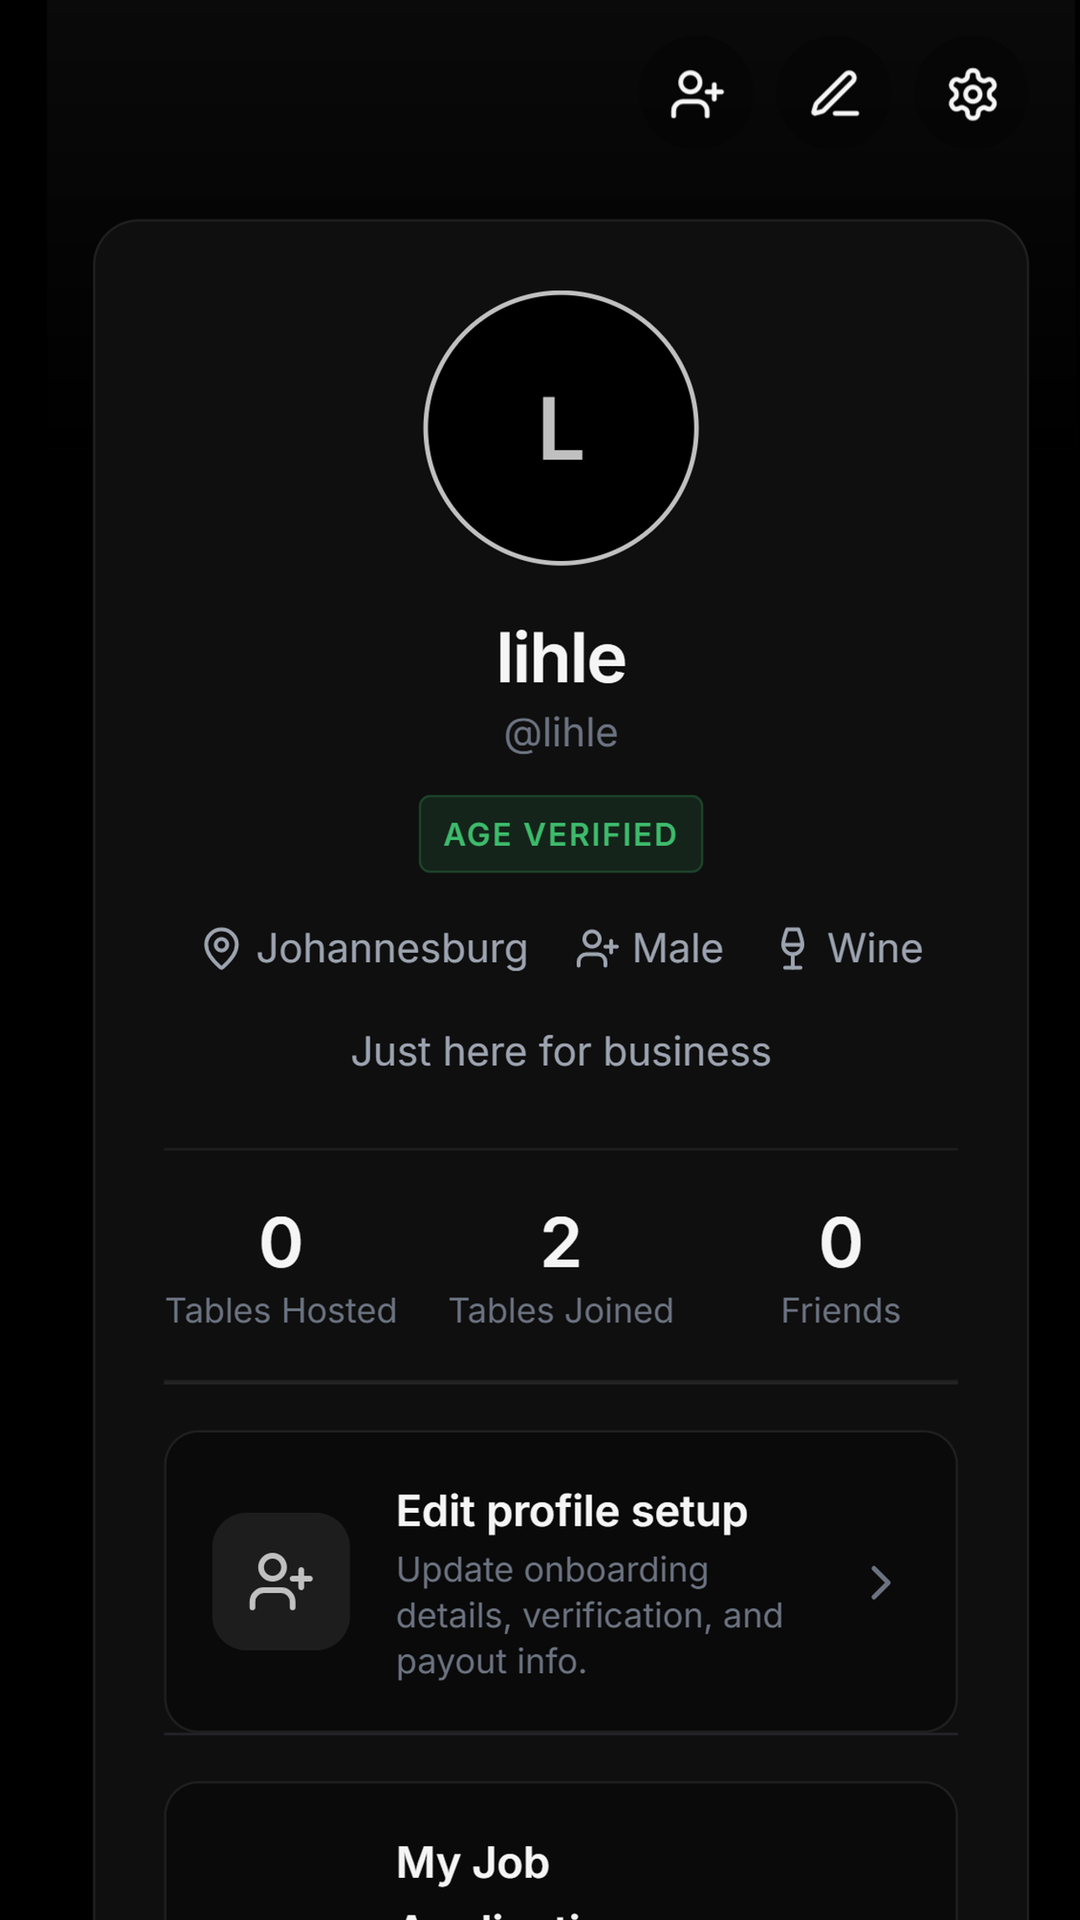 L
lihle
@lihle
AGE VERIFIED
Johannesburg Male Wine
Just here for business
0 2 0
Tables Hosted Tables Joined Friends
Edit profile setup
Update onboarding
details, verification, and
payout info.
My Job